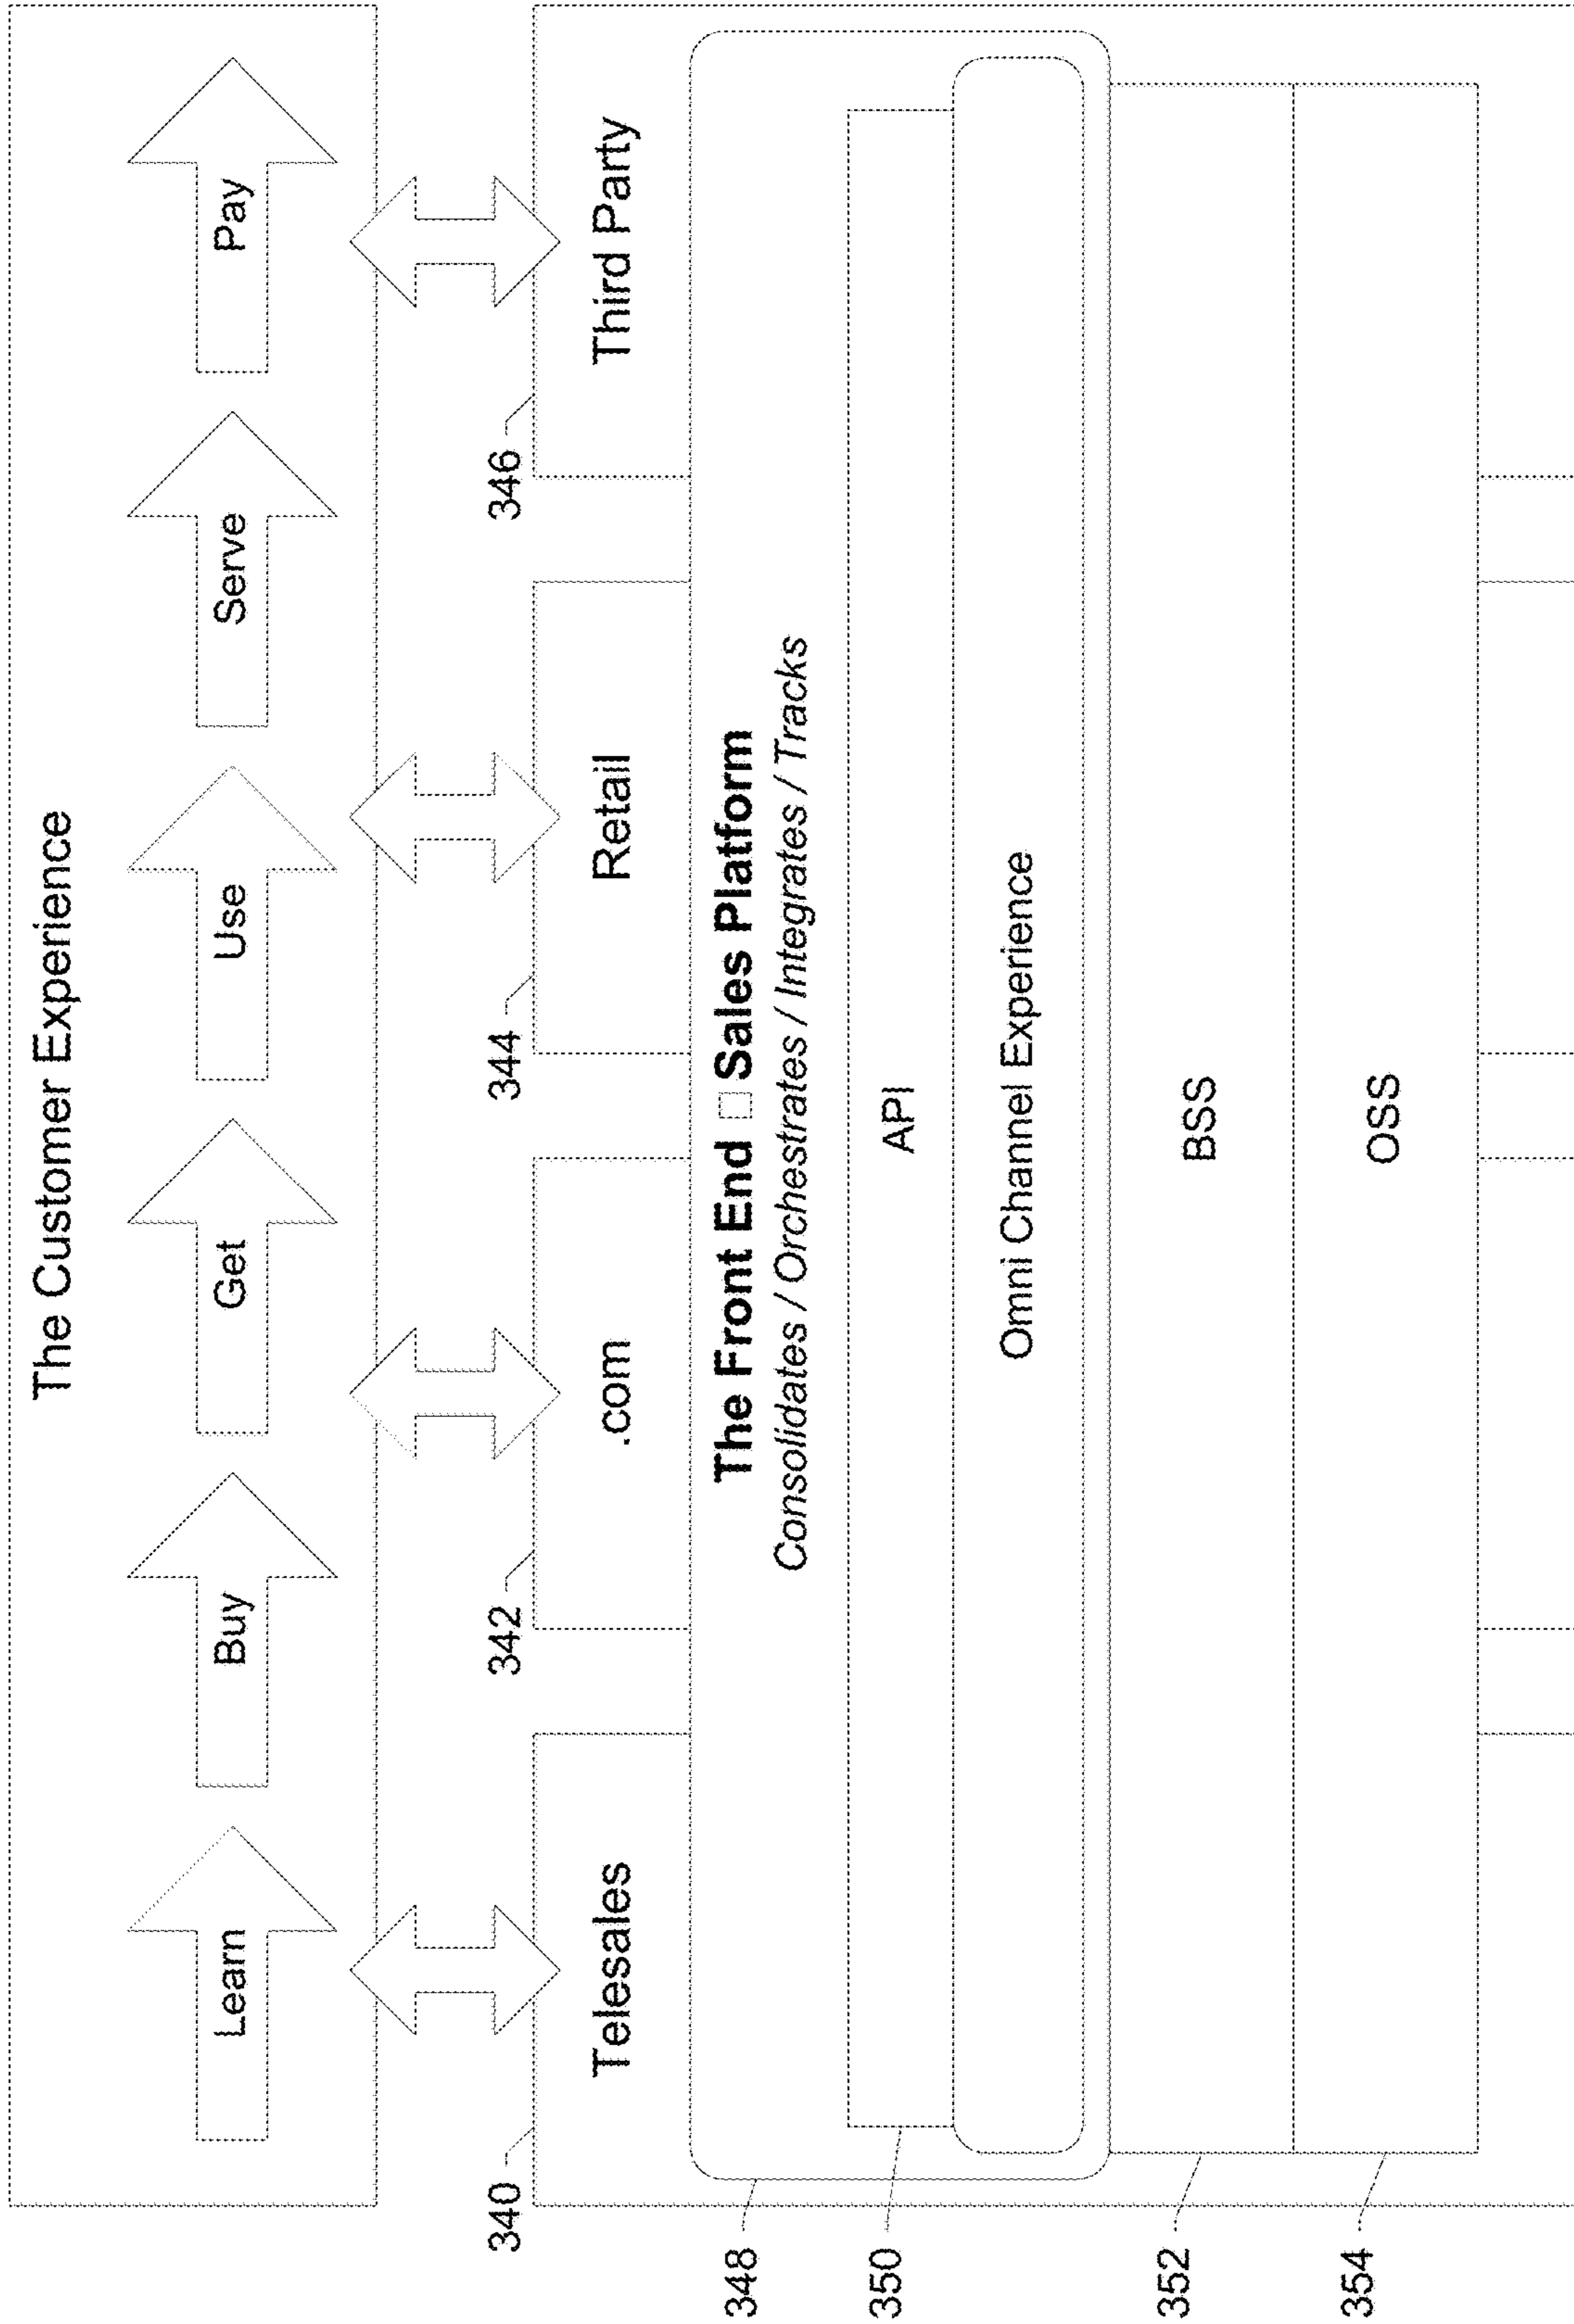 The Customer Experience
Learn
Buy
Get
Use
Serve
Pay
340
342
344
346
Telesales
.com
Retail
Third Party
348
The Front End □ Sales Platform
Consolidates / Orchestrates / Integrates / Tracks
350
API
Omni Channel Experience
352
BSS
354
OSS